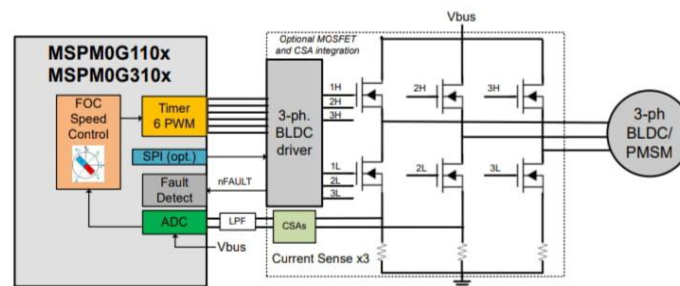 Vbus
Optional MOSFET
and CSA integration
MSPM0G110x
MSPM0G310x
FOC
Speed
Control
Timer
6 PWM
SPI (opt.)
Fault
Detect
ADC
nFAULT
LPF
Vbus
3-ph.
BLDC
driver
1H
2H
3H
1L
2L
3L
CSAs
Current Sense x3
2H
3H
2L
3L
3-ph
BLDC/
PMSM